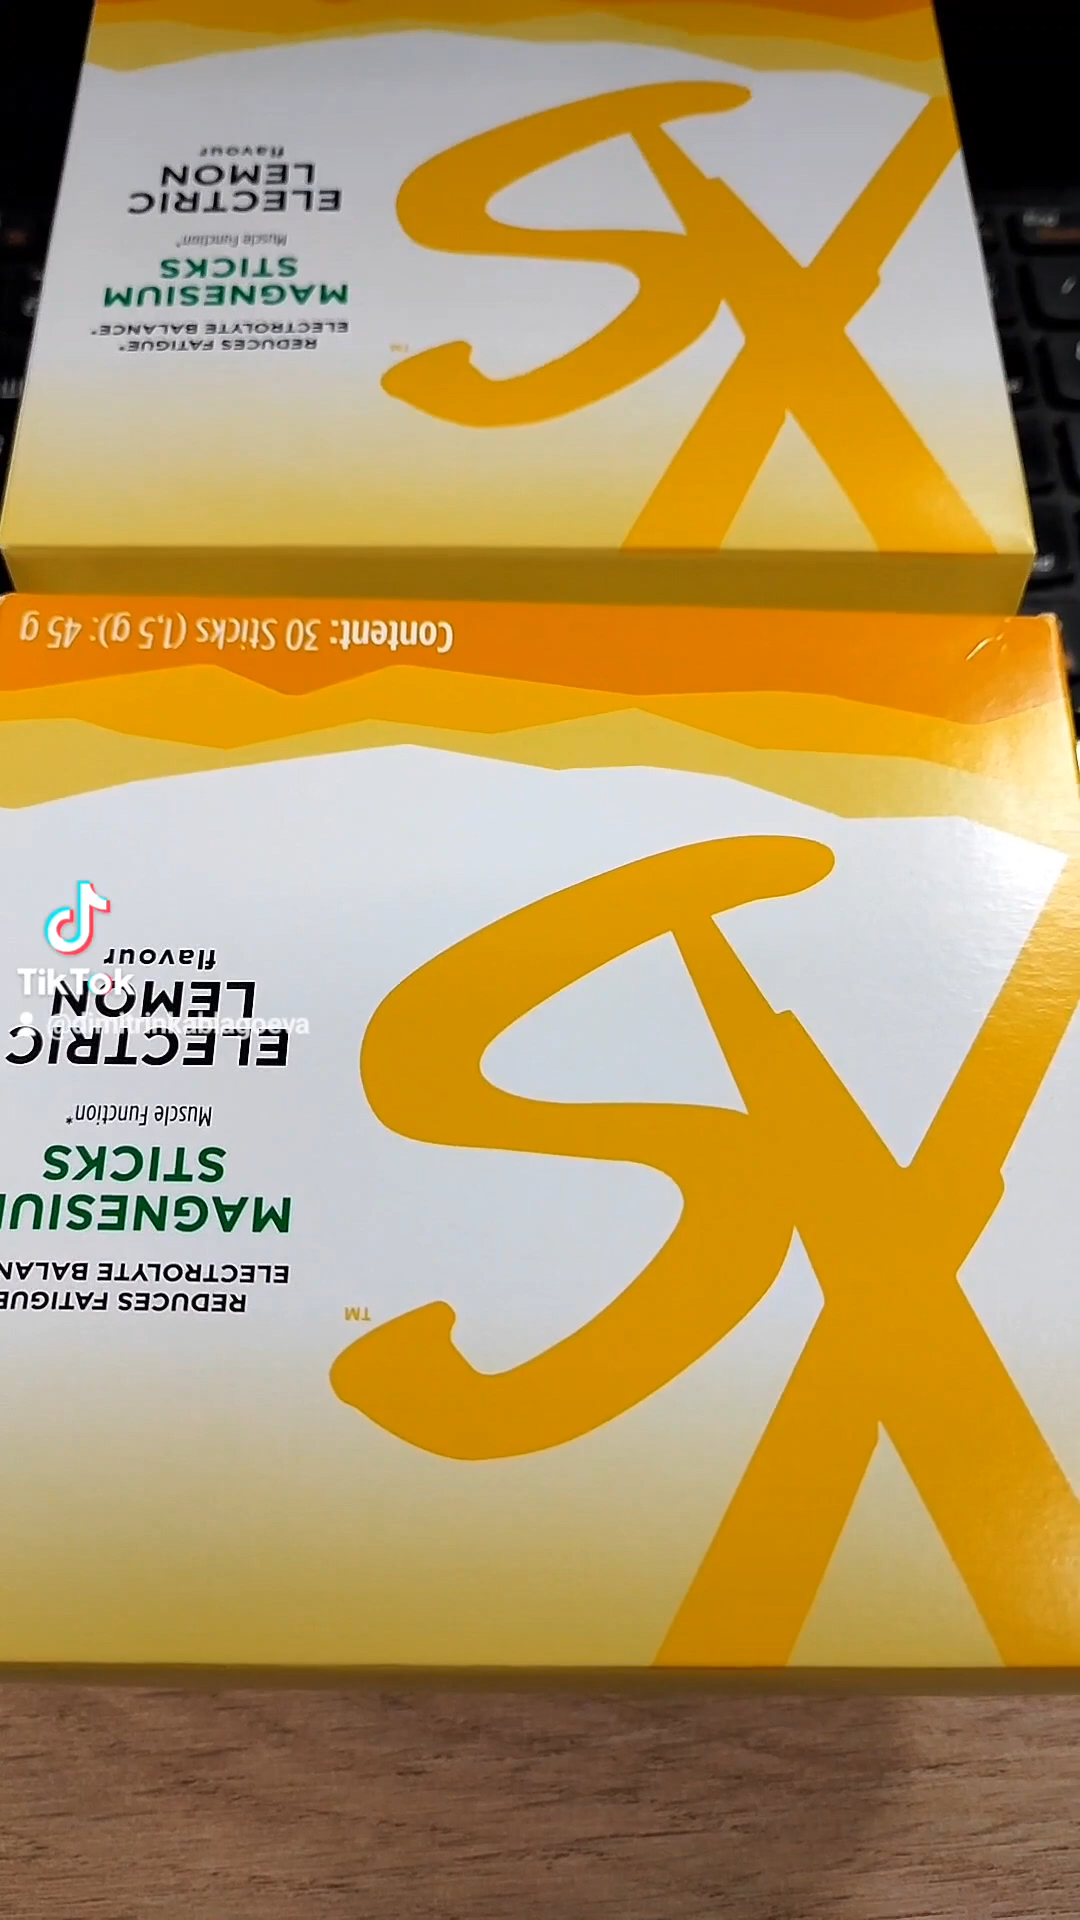 XS
™
REDUCES FATIGUE*
ELECTROLYTE BALANCE*
MAGNESIUM
STICKS
Muscle Function*
ELECTRIC
LEMON
flavour
XS
™
REDUCES FATIGUE
ELECTROLYTE BALAN
MAGNESIU
STICKS
Muscle Function*
ELECTRIC
LEMON
flavour
Content: 30 Sticks (1,5 g): 45 g
TikTok
@dimitrinkablagoeva